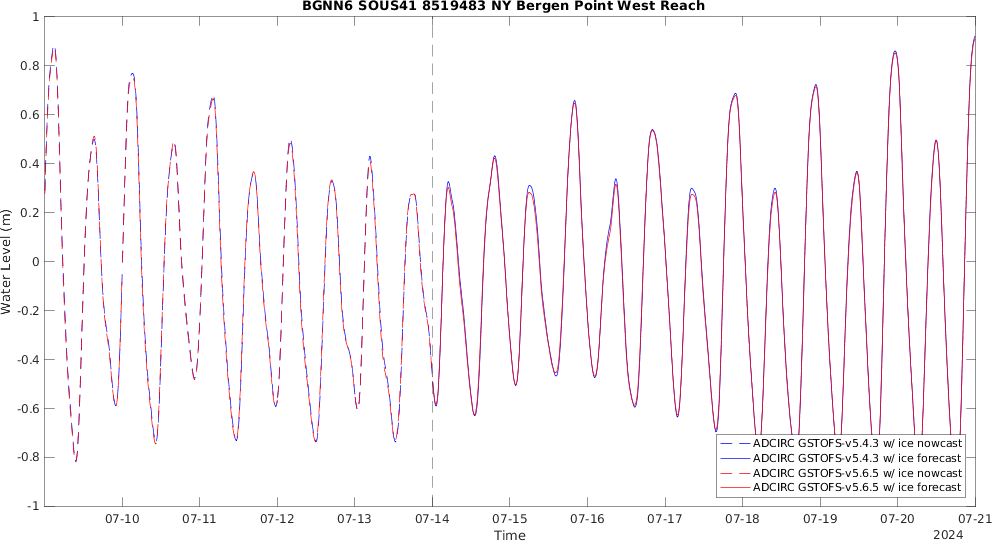 BGNN6 SOUS41 8519483 NY Bergen Point West Reach
1
0.8
0.6
0.4
0.2
0
-0.2
-0.4
-0.6
-0.8
-1
Water Level (m)
ADCIRC GSTOFS-v5.4.3 w/ ice nowcast
ADCIRC GSTOFS-v5.4.3 w/ ice forecast
ADCIRC GSTOFS-v5.6.5 w/ ice nowcast
ADCIRC GSTOFS-v5.6.5 w/ ice forecast
07-10 07-11 07-12 07-13 07-14 07-15 07-16 07-17 07-18 07-19 07-20 07-21
Time
2024